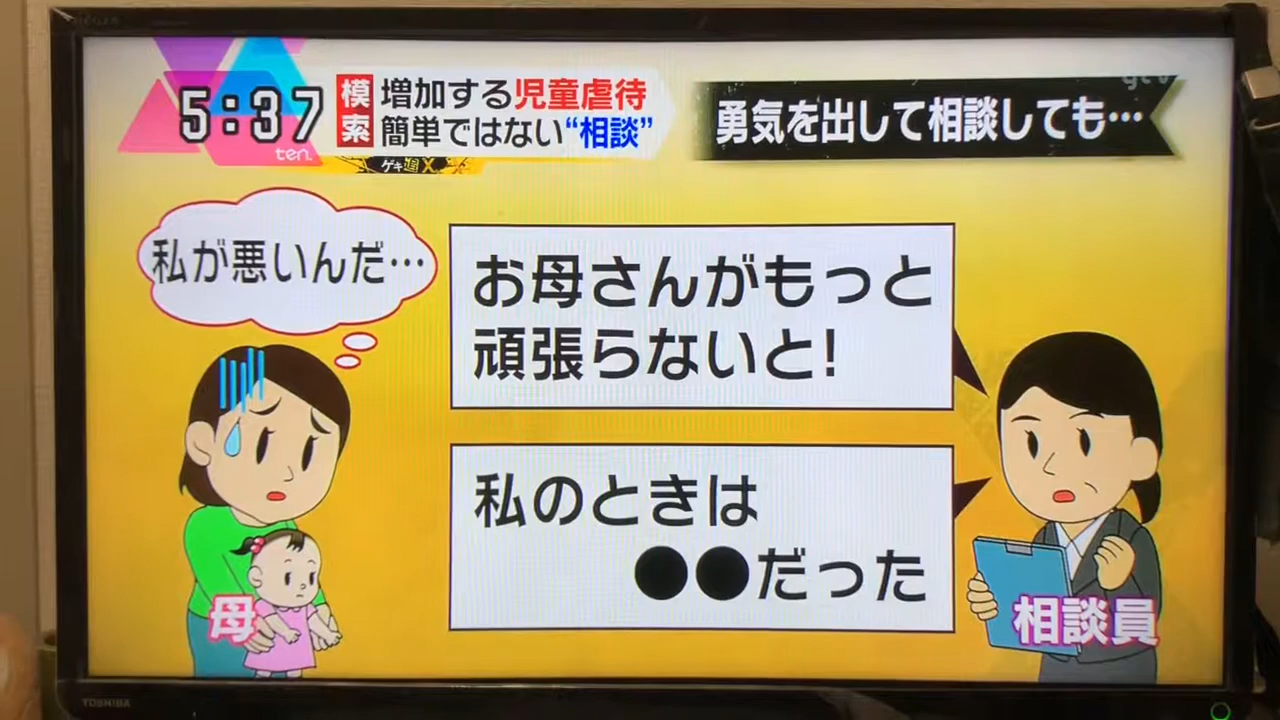 5:37
ten.
模索
増加する児童虐待
簡単ではない“相談”
ゲキ追X
勇気を出して相談しても…
ytv
私が悪いんだ…
お母さんがもっと
頑張らないと!
私のときは
●●だった
母
相談員
TOSHIBA